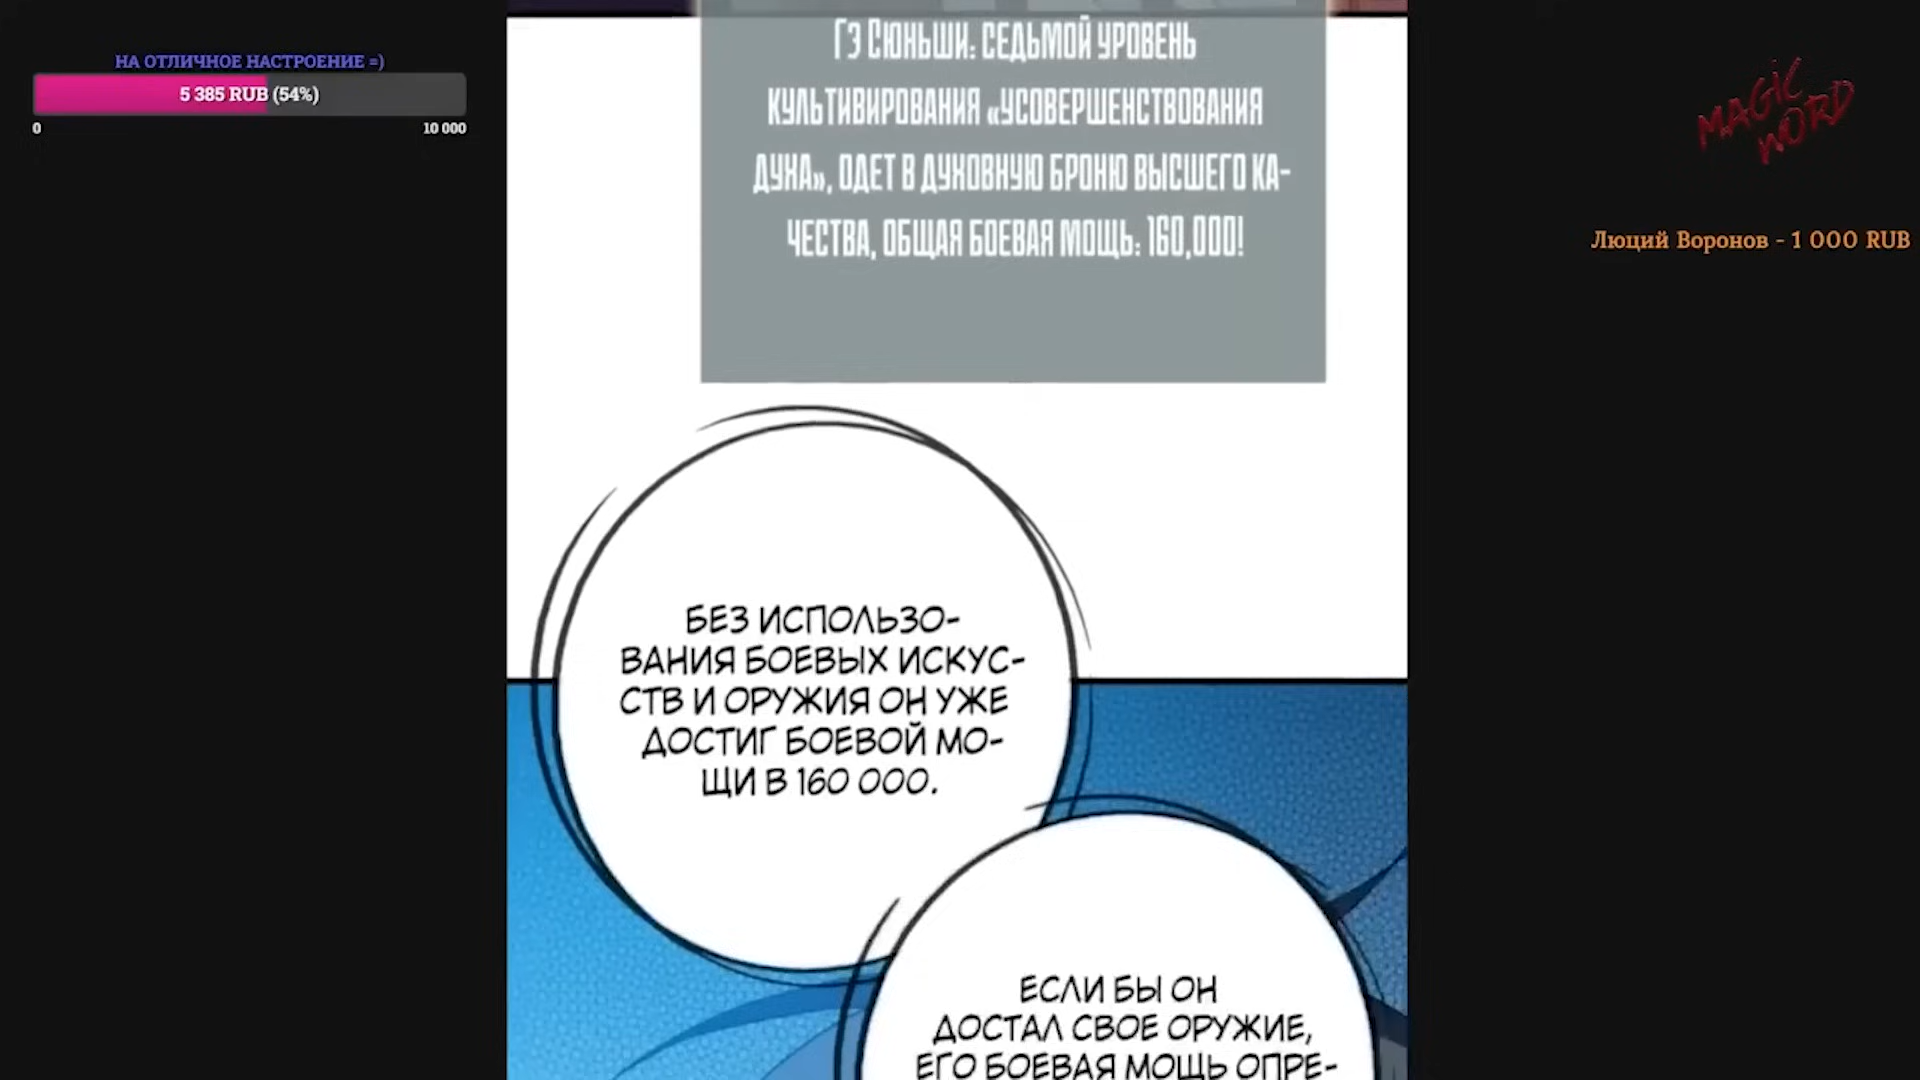 НА ОТЛИЧНОЕ НАСТРОЕНИЕ =)
5 385 RUB (54%)
0
10 000
ГЭ СЮНЬШИ: СЕДЬМОЙ УРОВЕНЬ
КУЛЬТИВИРОВАНИЯ «УСОВЕРШЕНСТВОВАНИЯ
ДУХА», ОДЕТ В ДУХОВНУЮ БРОНЮ ВЫСШЕГО КА-
ЧЕСТВА, ОБЩАЯ БОЕВАЯ МОЩЬ: 160,000!
MAGIC
WORD
Люций Воронов - 1 000 RUB
БЕЗ ИСПОЛЬЗО-
ВАНИЯ БОЕВЫХ ИСКУС-
СТВ И ОРУЖИЯ ОН УЖЕ
ДОСТИГ БОЕВОЙ МО-
ЩИ В 160 000.
ЕСЛИ БЫ ОН
ДОСТАЛ СВОЕ ОРУЖИЕ,
ЕГО БОЕВАЯ МОЩЬ ОПРЕ-